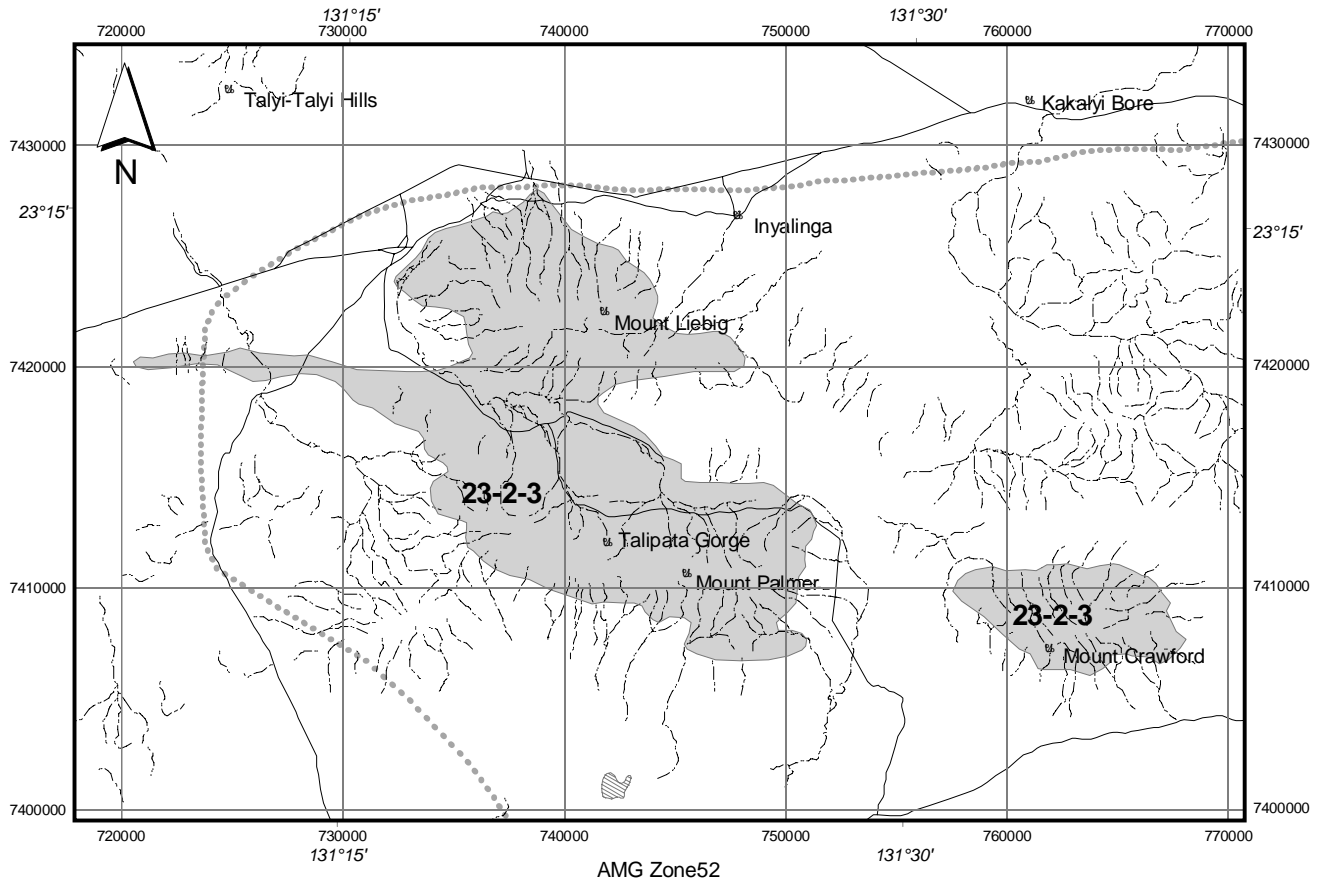 131°15' 131°30'
720000 730000 740000 750000 760000 770000
Talyi-Talyi Hills
Kakalyi Bore
7430000 7430000
N
23°15' 23°15'
Inyalinga
Mount Liebig
7420000 7420000
23-2-3
Talipata Gorge
Mount Palmer
7410000 7410000
23-2-3
Mount Crawford
7400000 7400000
720000 730000 740000 750000 760000 770000
131°15' 131°30'
AMG Zone52